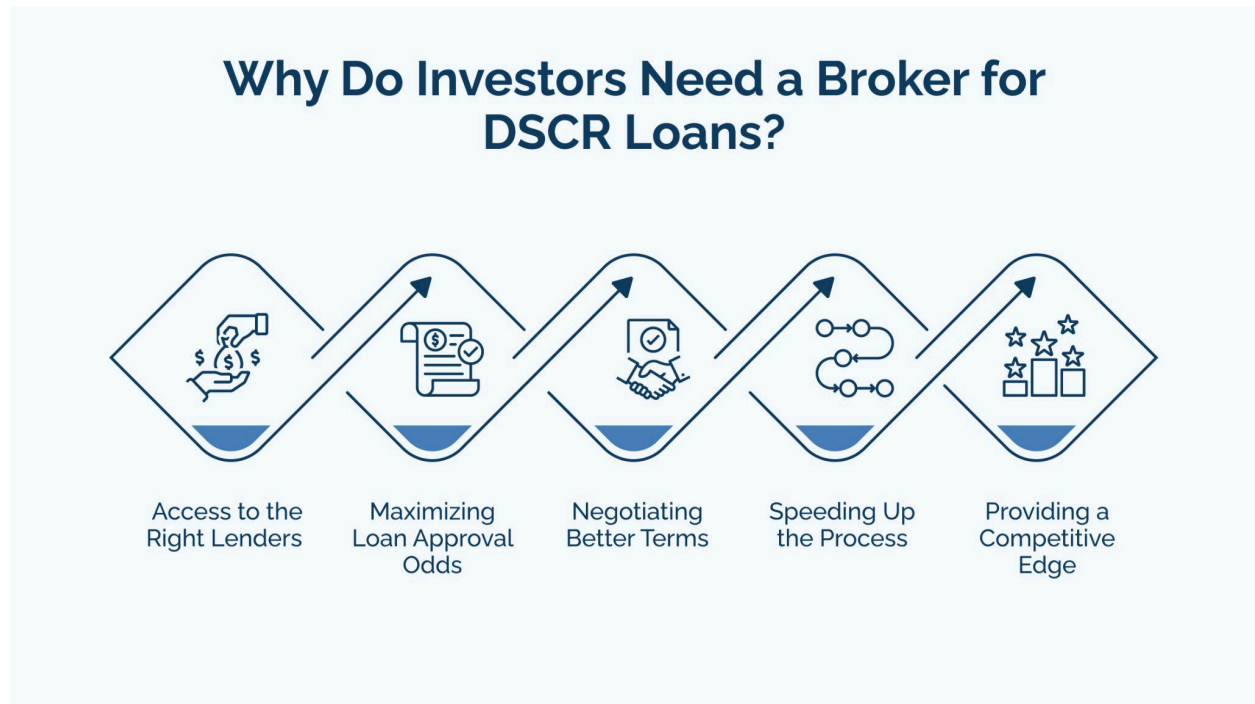 Why Do Investors Need a Broker for
DSCR Loans?
$
$
$
$
Access to the
Right Lenders
Maximizing
Loan Approval
Odds
Negotiating
Better Terms
Speeding Up
the Process
Providing a
Competitive
Edge